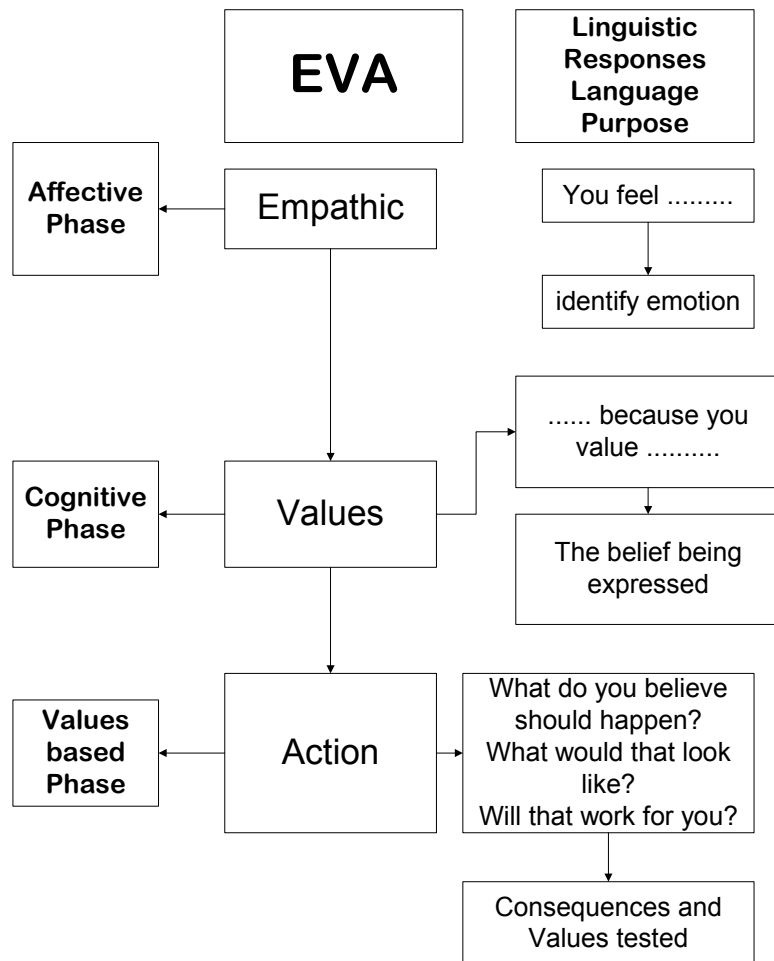 EVA
Linguistic
Responses
Language
Purpose
Affective
Phase
Empathic
You feel .........
identify emotion
Cognitive
Phase
Values
...... because you
value ..........
The belief being
expressed
Values
based
Phase
Action
What do you believe
should happen?
What would that look
like?
Will that work for you?
Consequences and
Values tested